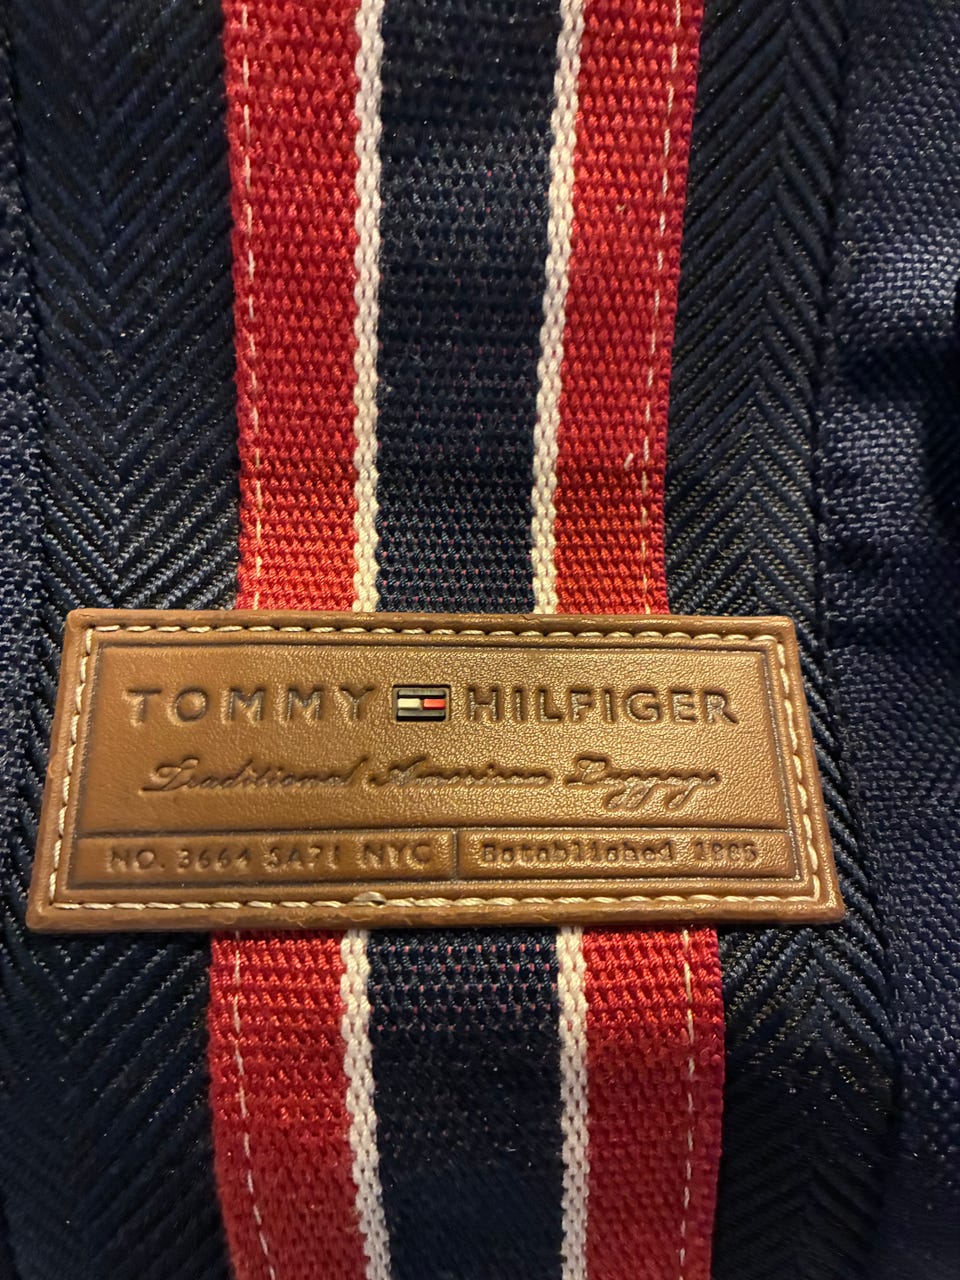 TOMMY HILFIGER
Traditional American Luggage
NO. 3664 SA71 NYC Established 1985